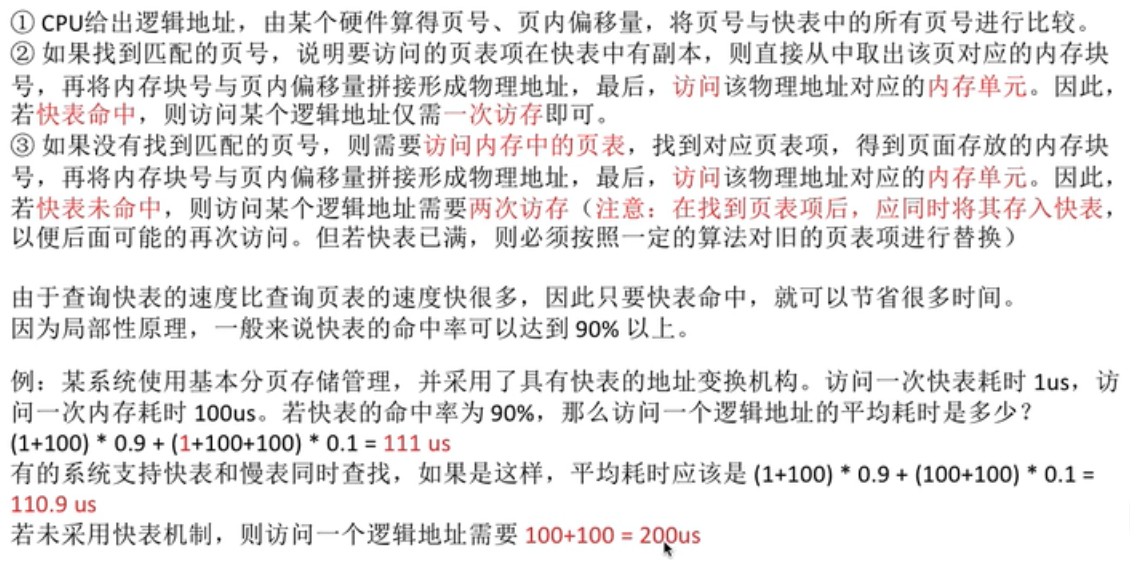 ① CPU给出逻辑地址，由某个硬件算得页号、页内偏移量，将页号与快表中的所有页号进行比较。
② 如果找到匹配的页号，说明要访问的页表项在快表中有副本，则直接从中取出该页对应的内存块
号，再将内存块号与页内偏移量拼接形成物理地址，最后，访问该物理地址对应的内存单元。因此，
若快表命中，则访问某个逻辑地址仅需一次访存即可。
③ 如果没有找到匹配的页号，则需要访问内存中的页表，找到对应页表项，得到页面存放的内存块
号，再将内存块号与页内偏移量拼接形成物理地址，最后，访问该物理地址对应的内存单元。因此，
若快表未命中，则访问某个逻辑地址需要两次访存（注意：在找到页表项后，应同时将其存入快表，
以便后面可能的再次访问。但若快表已满，则必须按照一定的算法对旧的页表项进行替换）
由于查询快表的速度比查询页表的速度快很多，因此只要快表命中，就可以节省很多时间。
因为局部性原理，一般来说快表的命中率可以达到 90% 以上。
例：某系统使用基本分页存储管理，并采用了具有快表的地址变换机构。访问一次快表耗时 1us，访
问一次内存耗时 100us。若快表的命中率为 90%，那么访问一个逻辑地址的平均耗时是多少？
(1+100) * 0.9 + (1+100+100) * 0.1 = 111 us
有的系统支持快表和慢表同时查找，如果是这样，平均耗时应该是 (1+100) * 0.9 + (100+100) * 0.1 =
110.9 us
若未采用快表机制，则访问一个逻辑地址需要 100+100 = 200us